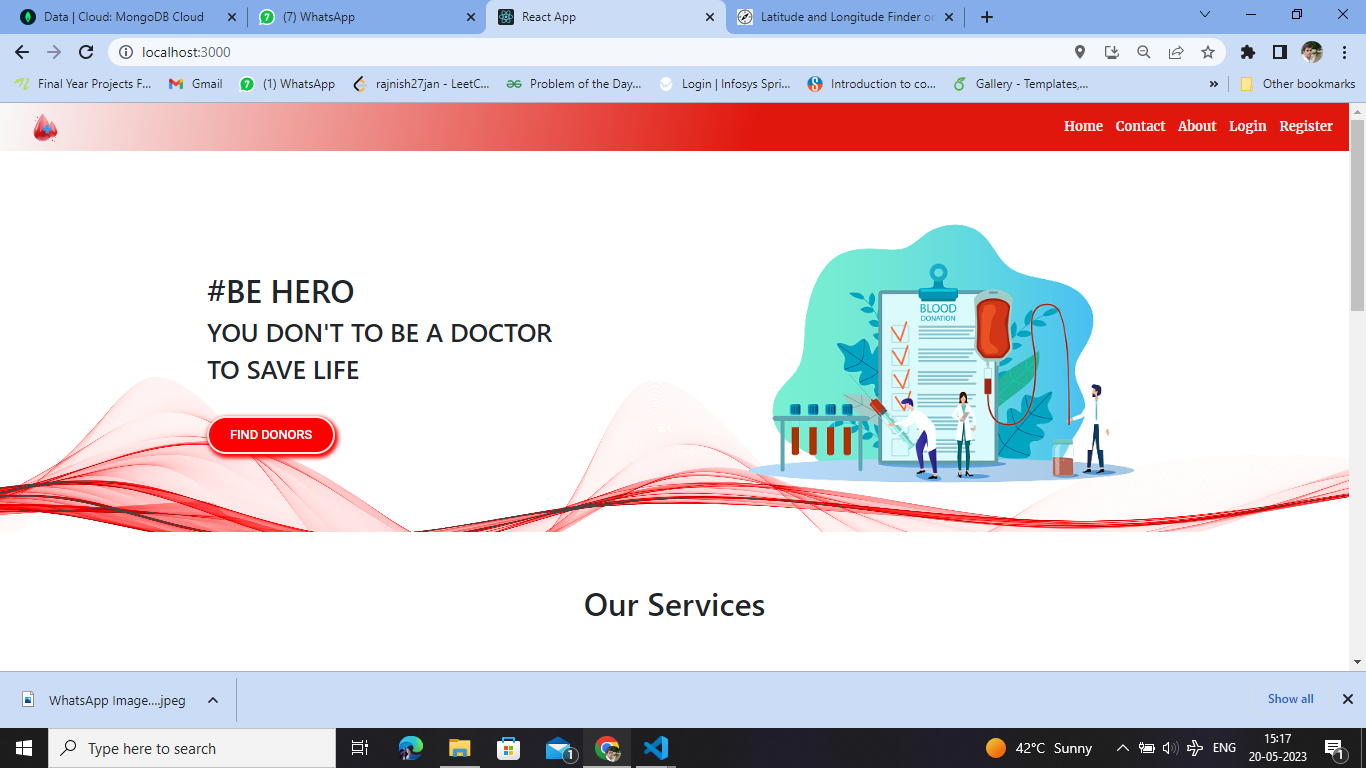 Data | Cloud: MongoDB Cloud
(7) WhatsApp
React App
Latitude and Longitude Finder or
localhost:3000
Final Year Projects F...
Gmail
(1) WhatsApp
rajnish27jan - LeetC...
Problem of the Day...
Login | Infosys Spri...
Introduction to co...
Gallery - Templates,...
»
Other bookmarks
Home Contact About Login Register
#BE HERO
YOU DON'T TO BE A DOCTOR
TO SAVE LIFE
FIND DONORS
BLOOD
DONATION
Our Services
WhatsApp Image....jpeg
Show all
Type here to search
1
42°C Sunny
ENG
15:17
20-05-2023
1